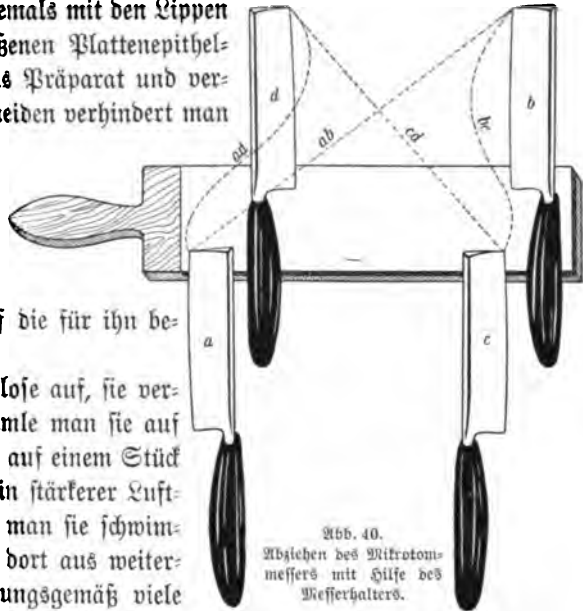 emals mit den Lippen
ßenen Plattenepithel=
s Präparat und ver=
eiden verhindert man
d
b
ad
ab
cd
bc
f die für ihn be=
a
c
lose auf, sie ver=
mle man sie auf
auf einem Stück
in stärkerer Luft=
man sie schwim=
dort aus weiter=
ungsgemäß viele
Abb. 40.
Abziehen des Mikrotom=
messers mit Hilfe des
Messerhalters.